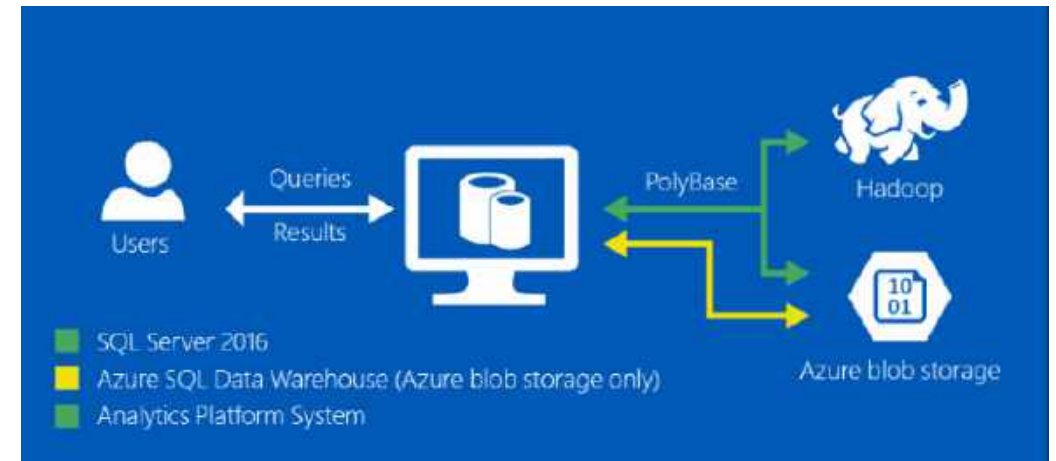 Users
Queries
Results
PolyBase
Hadoop
10
01
Azure blob storage
SQL Server 2016
Azure SQL Data Warehouse (Azure blob storage only)
Analytics Platform System